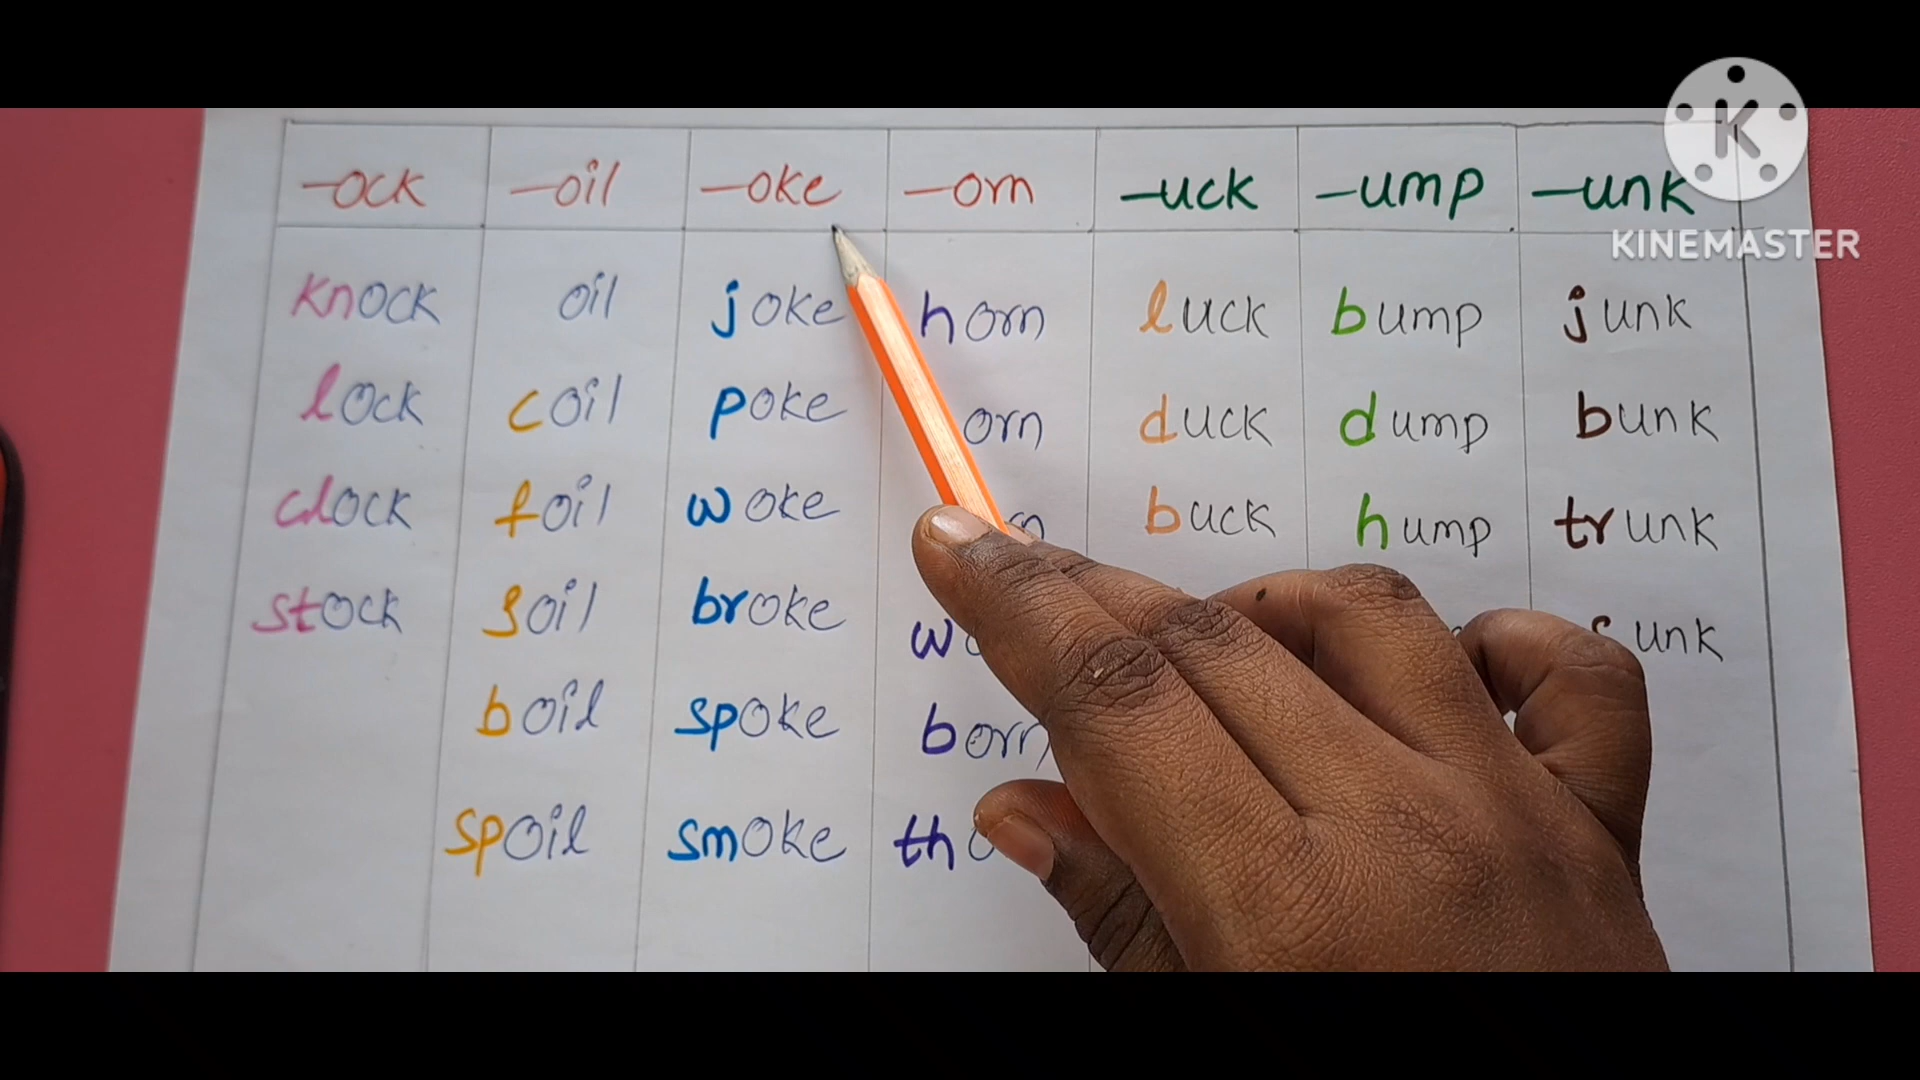 -ock -oil -oke -orn -uck -ump -unk
knock oil joke horn luck bump junk
lock coil poke orn duck dump bunk
clock foil woke buck hump trunk
stock soil broke unk
boil spoke born
spoil smoke
K
KINEMASTER